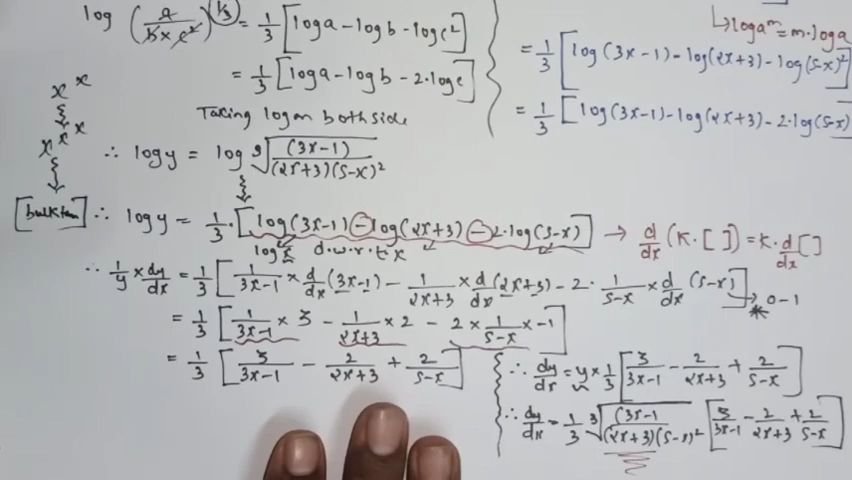 log (a / b × c²)^(1/3) = 1/3 [log a - log b - log c²]
= 1/3 [log a - log b - 2·log c]
Taking log on both side
x^x
x^x^x
∴ log y = log ∛((3x-1) / (2x+3)(5-x)²)
∴ log y = 1/3 · [log(3x-1) - log(2x+3) - 2·log(5-x)] → d/dx (K·[ ]) = K·d/dx [ ]
log x d.w.r.t.x
∴ 1/y × dy/dx = 1/3 [1/3x-1 × d/dx (3x-1) - 1/2x+3 × d/dx (2x+3) - 2·1/5-x × d/dx (5-x)] → 0-1
= 1/3 [1/3x-1 × 3 - 1/2x+3 × 2 - 2 × 1/5-x × -1]
= 1/3 [3/3x-1 - 2/2x+3 + 2/5-x]
↳ log a^m = m·log a
= 1/3 [log(3x-1) - log(2x+3) - log(5-x)²]
= 1/3 [log(3x-1) - log(2x+3) - 2·log(5-x)]
∴ dy/dx = y × 1/3 [3/3x-1 - 2/2x+3 + 2/5-x]
∴ dy/dx = 1/3 ∛((3x-1 / (2x+3)(5-x)²) [3/3x-1 - 2/2x+3 + 2/5-x]